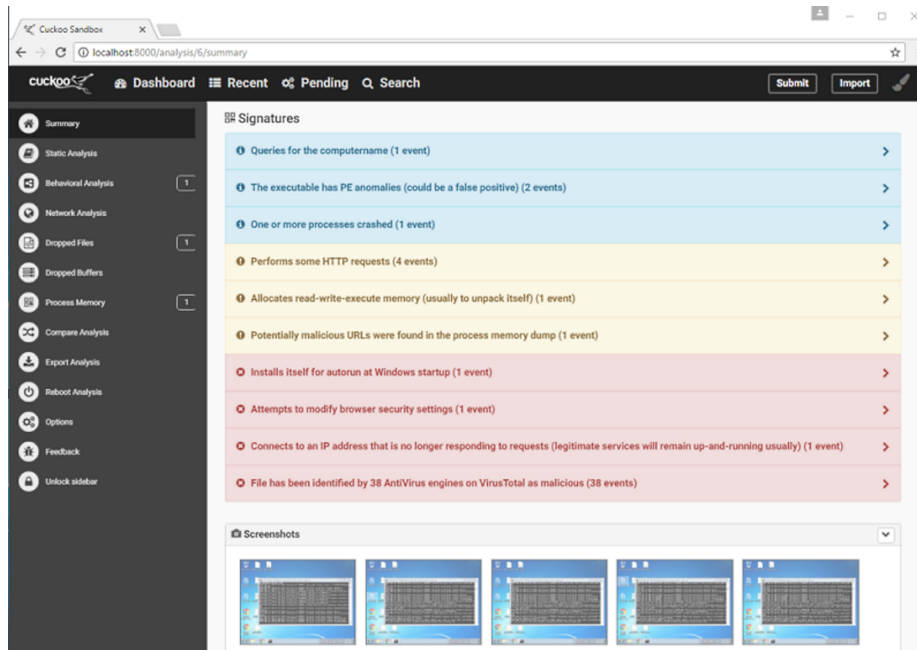 Cuckoo Sandbox
localhost:8000/analysis/6/summary
cuckoo Dashboard Recent Pending Search Submit Import
Summary
Static Analysis
Behavioral Analysis 1
Network Analysis
Dropped Files 1
Dropped Buffers
Process Memory 1
Compare Analysis
Export Analysis
Reboot Analysis
Options
Feedback
Unlock sidebar
Signatures
Queries for the computername (1 event)
The executable has PE anomalies (could be a false positive) (2 events)
One or more processes crashed (1 event)
Performs some HTTP requests (4 events)
Allocates read-write-execute memory (usually to unpack itself) (1 event)
Potentially malicious URLs were found in the process memory dump (1 event)
Installs itself for autorun at Windows startup (1 event)
Attempts to modify browser security settings (1 event)
Connects to an IP address that is no longer responding to requests (legitimate services will remain up-and-running usually) (1 event)
File has been identified by 38 AntiVirus engines on VirusTotal as malicious (38 events)
Screenshots